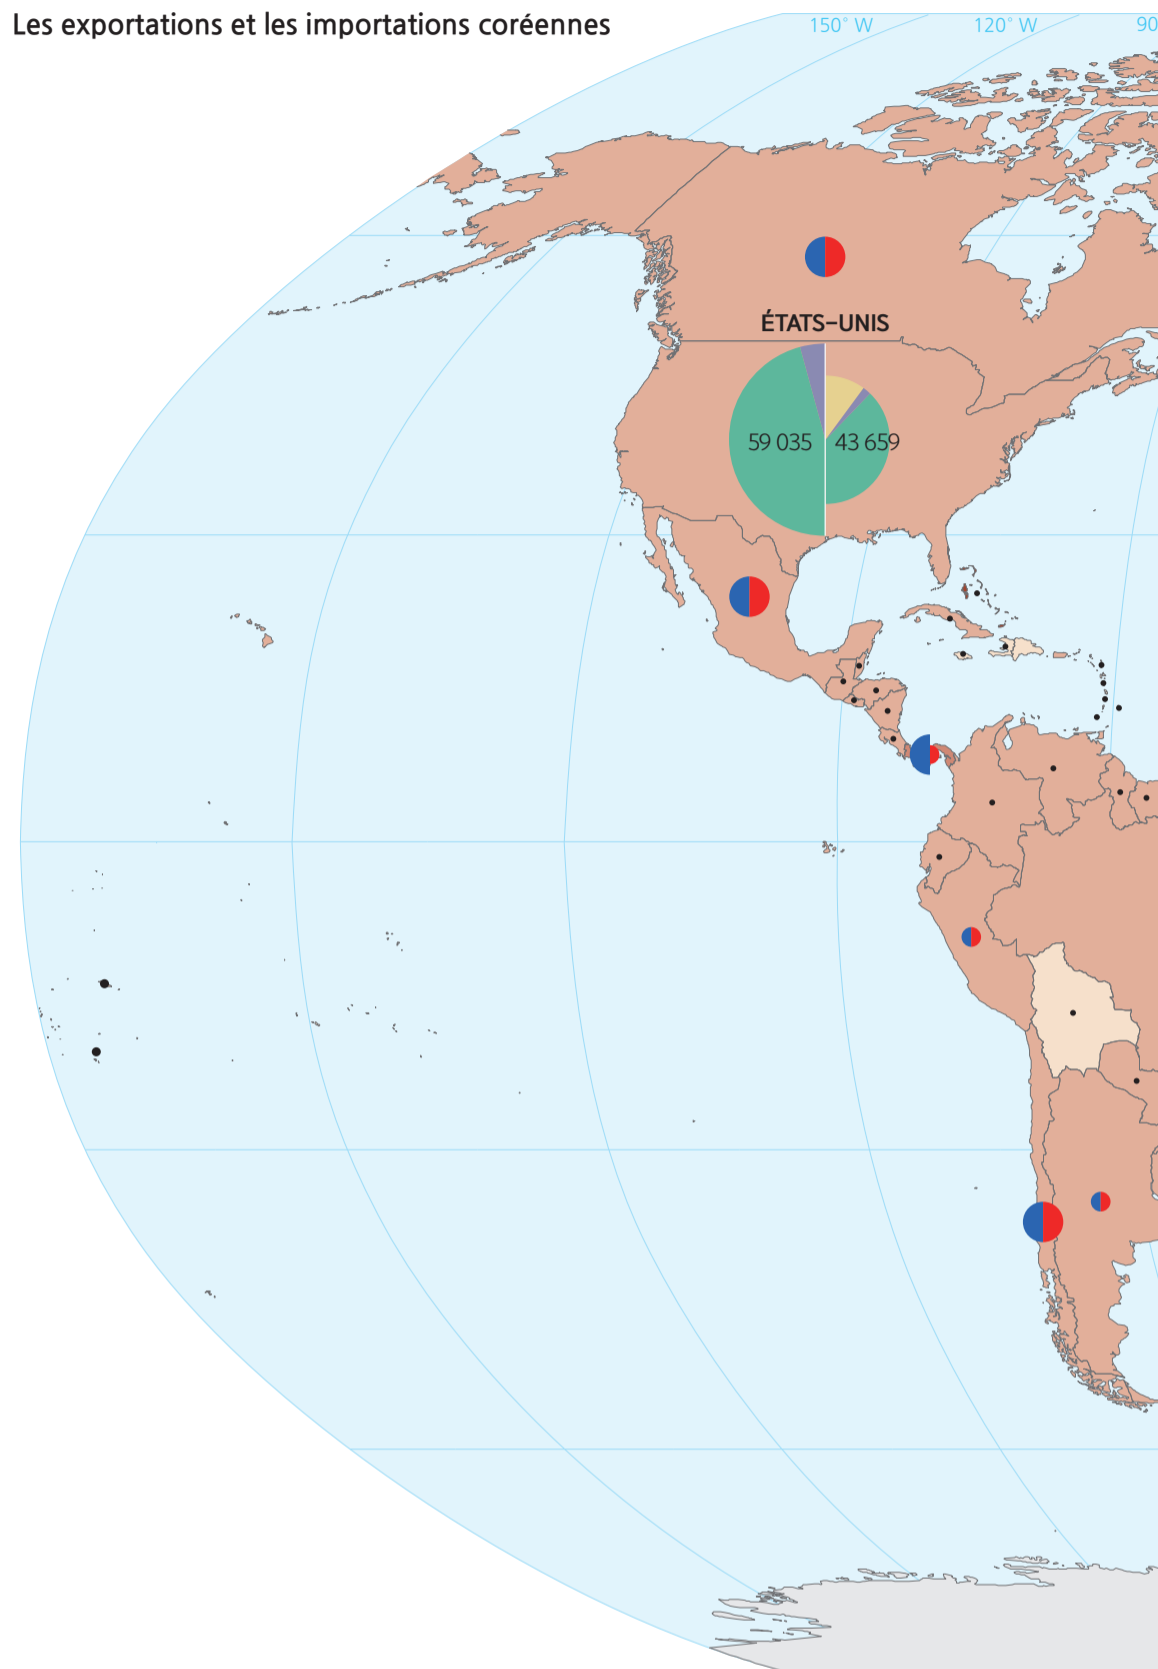 Les exportations et les importations coréennes
150° W
120° W
90
ÉTATS-UNIS
59 035
43 659